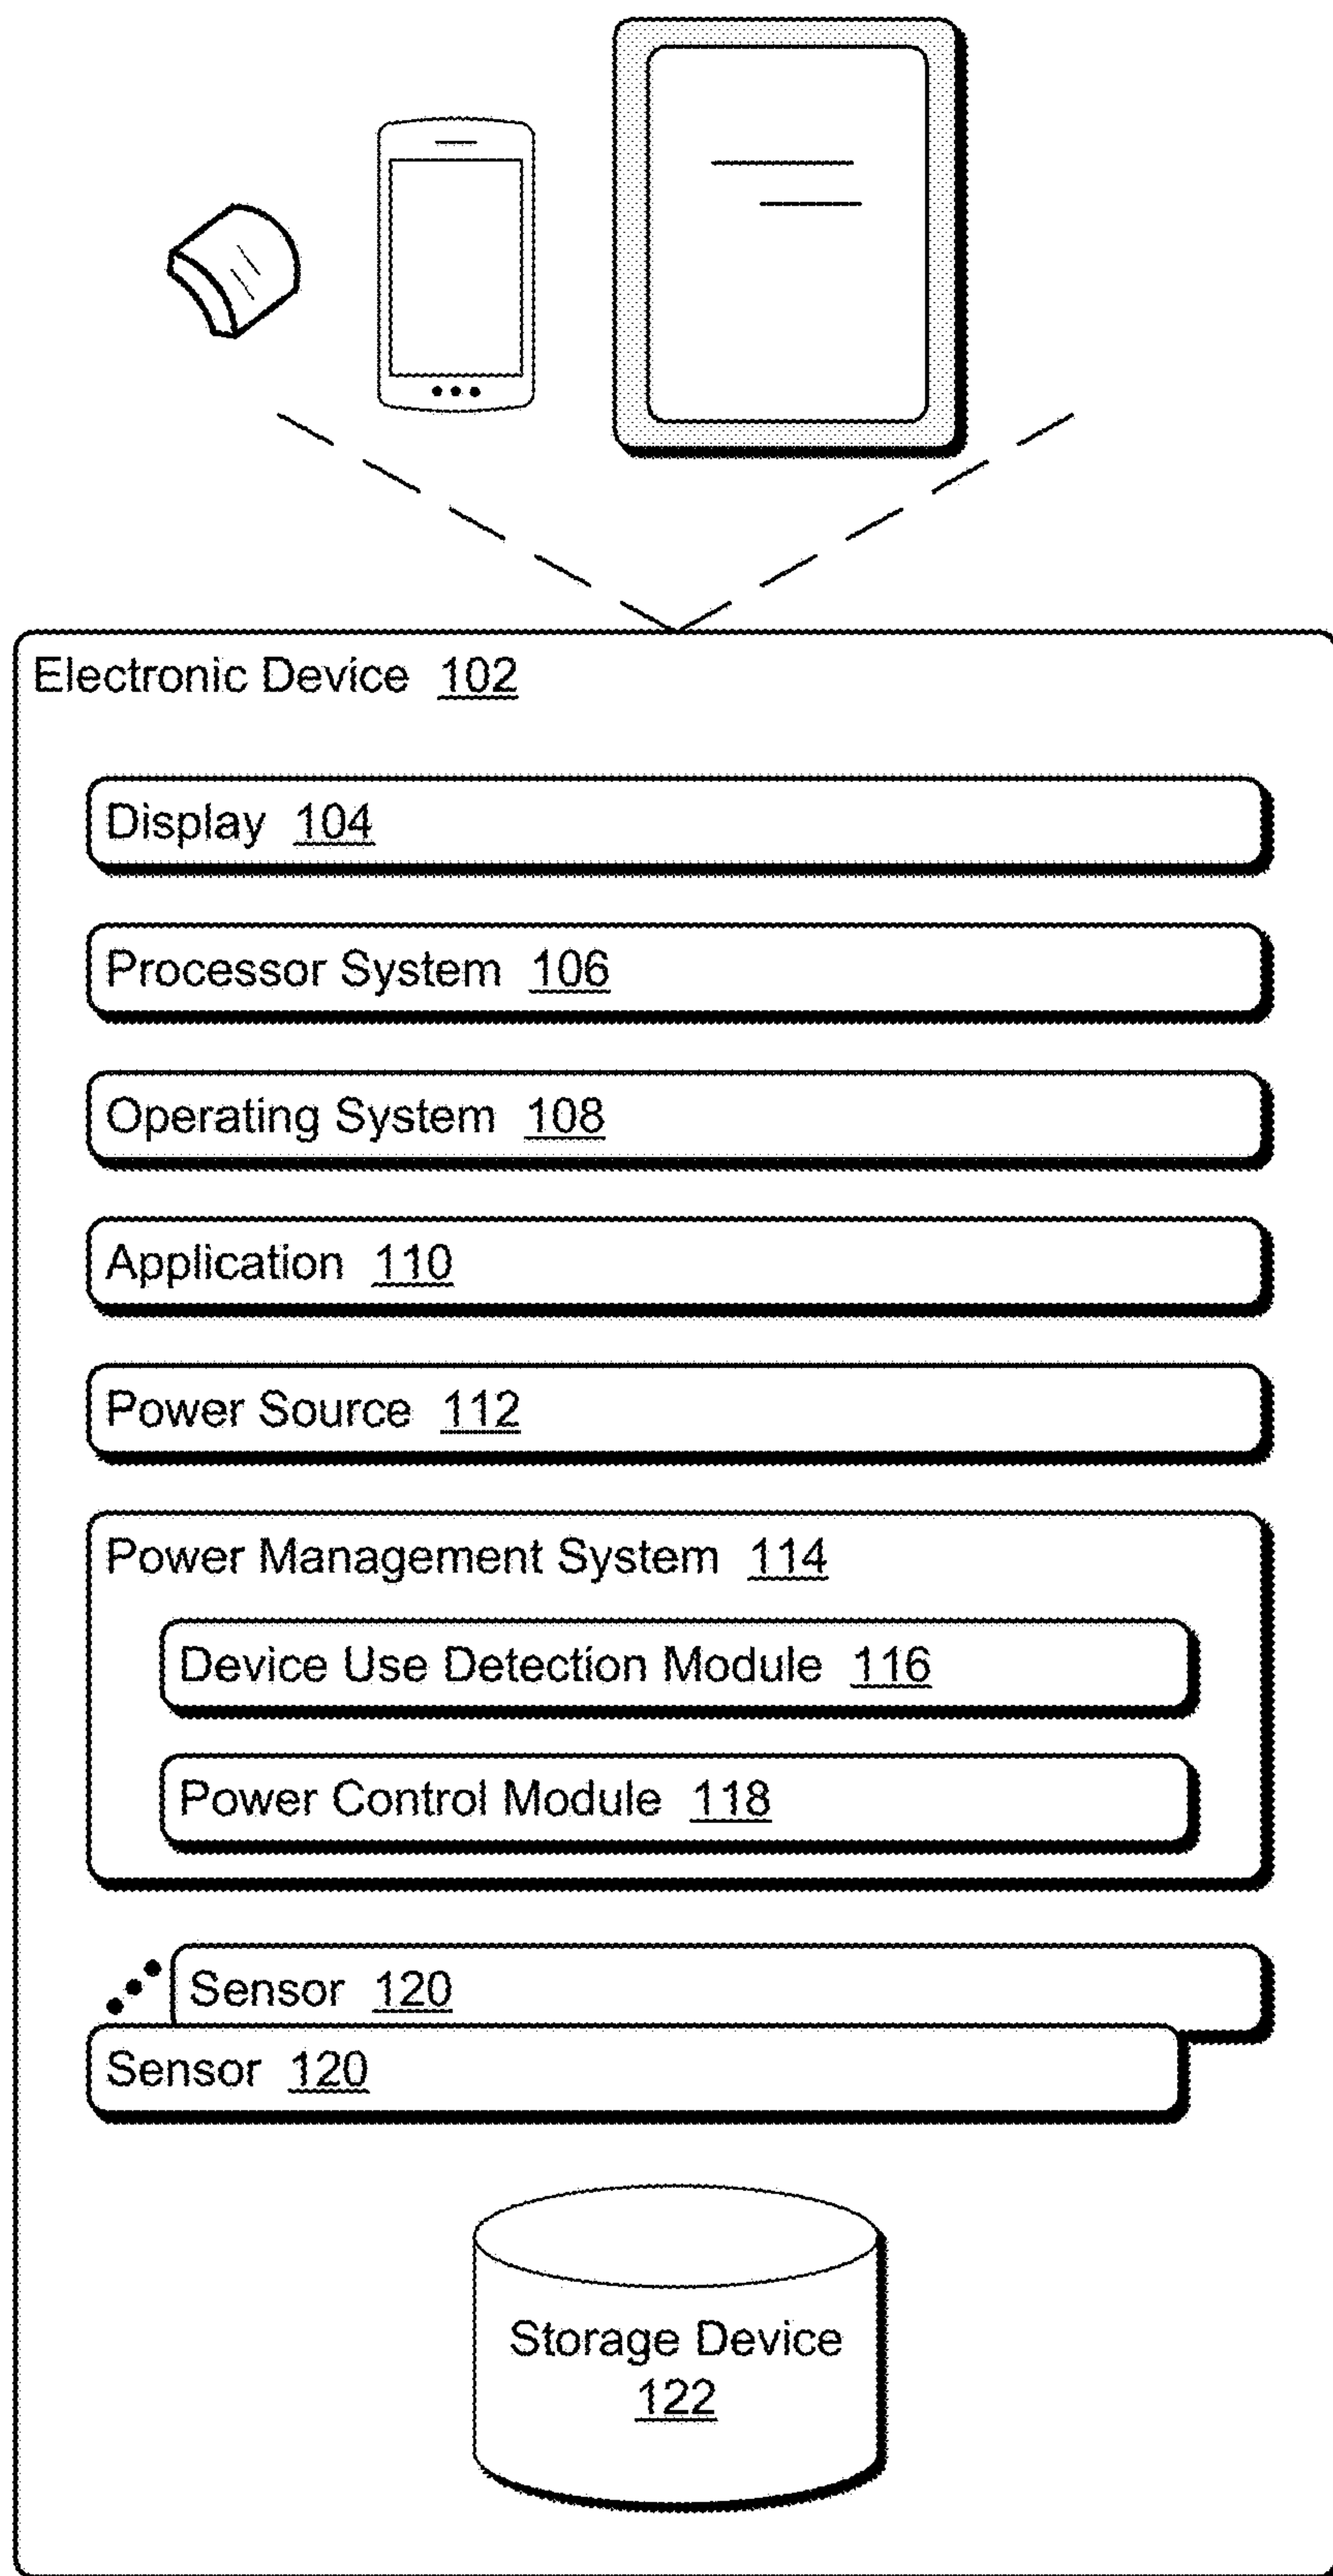 Electronic Device 102
Display 104
Processor System 106
Operating System 108
Application 110
Power Source 112
Power Management System 114
Device Use Detection Module 116
Power Control Module 118
Sensor 120
Sensor 120
Storage Device
122